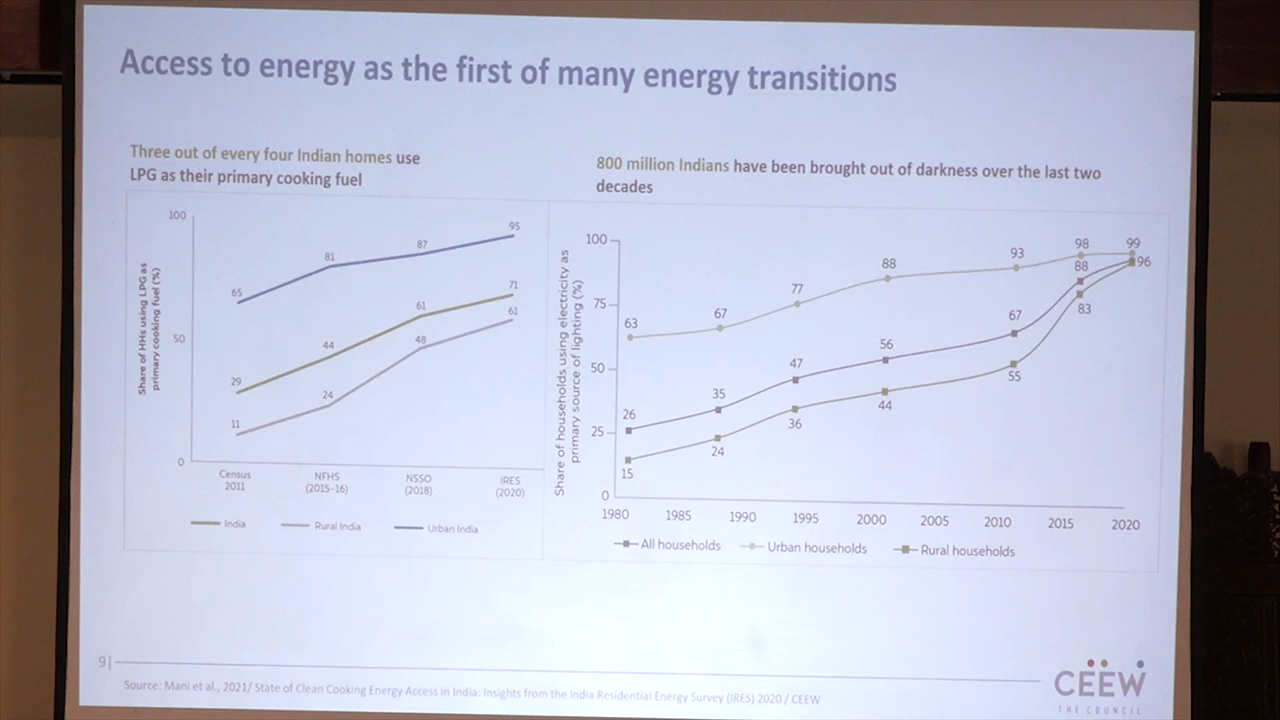 Access to energy as the first of many energy transitions
Three out of every four Indian homes use
LPG as their primary cooking fuel
800 million Indians have been brought out of darkness over the last two
decades
Share of HHs using LPG as
primary cooking fuel (%)
100
50
0
65
81
87
95
29
44
61
71
11
24
48
61
Census
2011
NFHS
(2015-16)
NSSO
(2018)
IRES
(2020)
India
Rural India
Urban India
Share of households using electricity as
primary source of lighting (%)
100
75
50
25
0
63
67
77
88
93
98
99
26
35
47
56
67
88
96
15
24
36
44
55
83
1980
1985
1990
1995
2000
2005
2010
2015
2020
All households
Urban households
Rural households
9|
Source: Mani et al., 2021/ State of Clean Cooking Energy Access in India: Insights from the India Residential Energy Survey (IRES) 2020 / CEEW
CEEW
THE COUNCIL